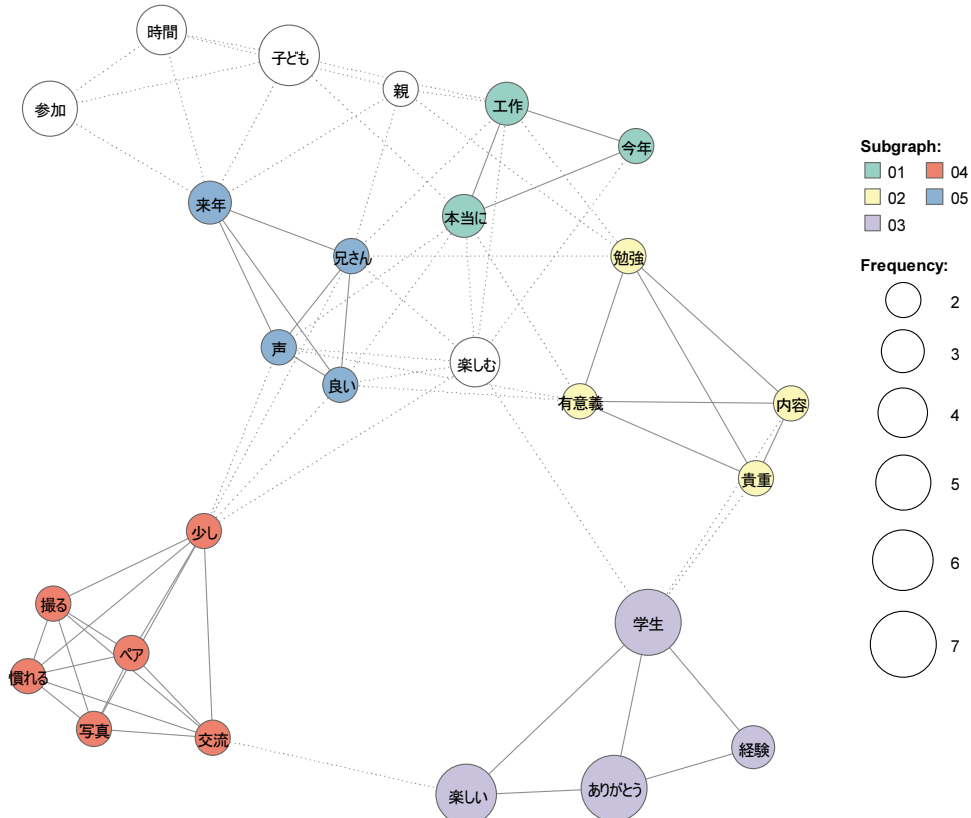 時間
子ども
親
参加
工作
今年
来年
本当に
兄さん
勉強
声
良い
楽しむ
有意義
内容
貴重
少し
撮る
ペア
慣れる
写真
交流
学生
経験
楽しい
ありがとう
Subgraph:
01 04
02 05
03
Frequency:
2
3
4
5
6
7